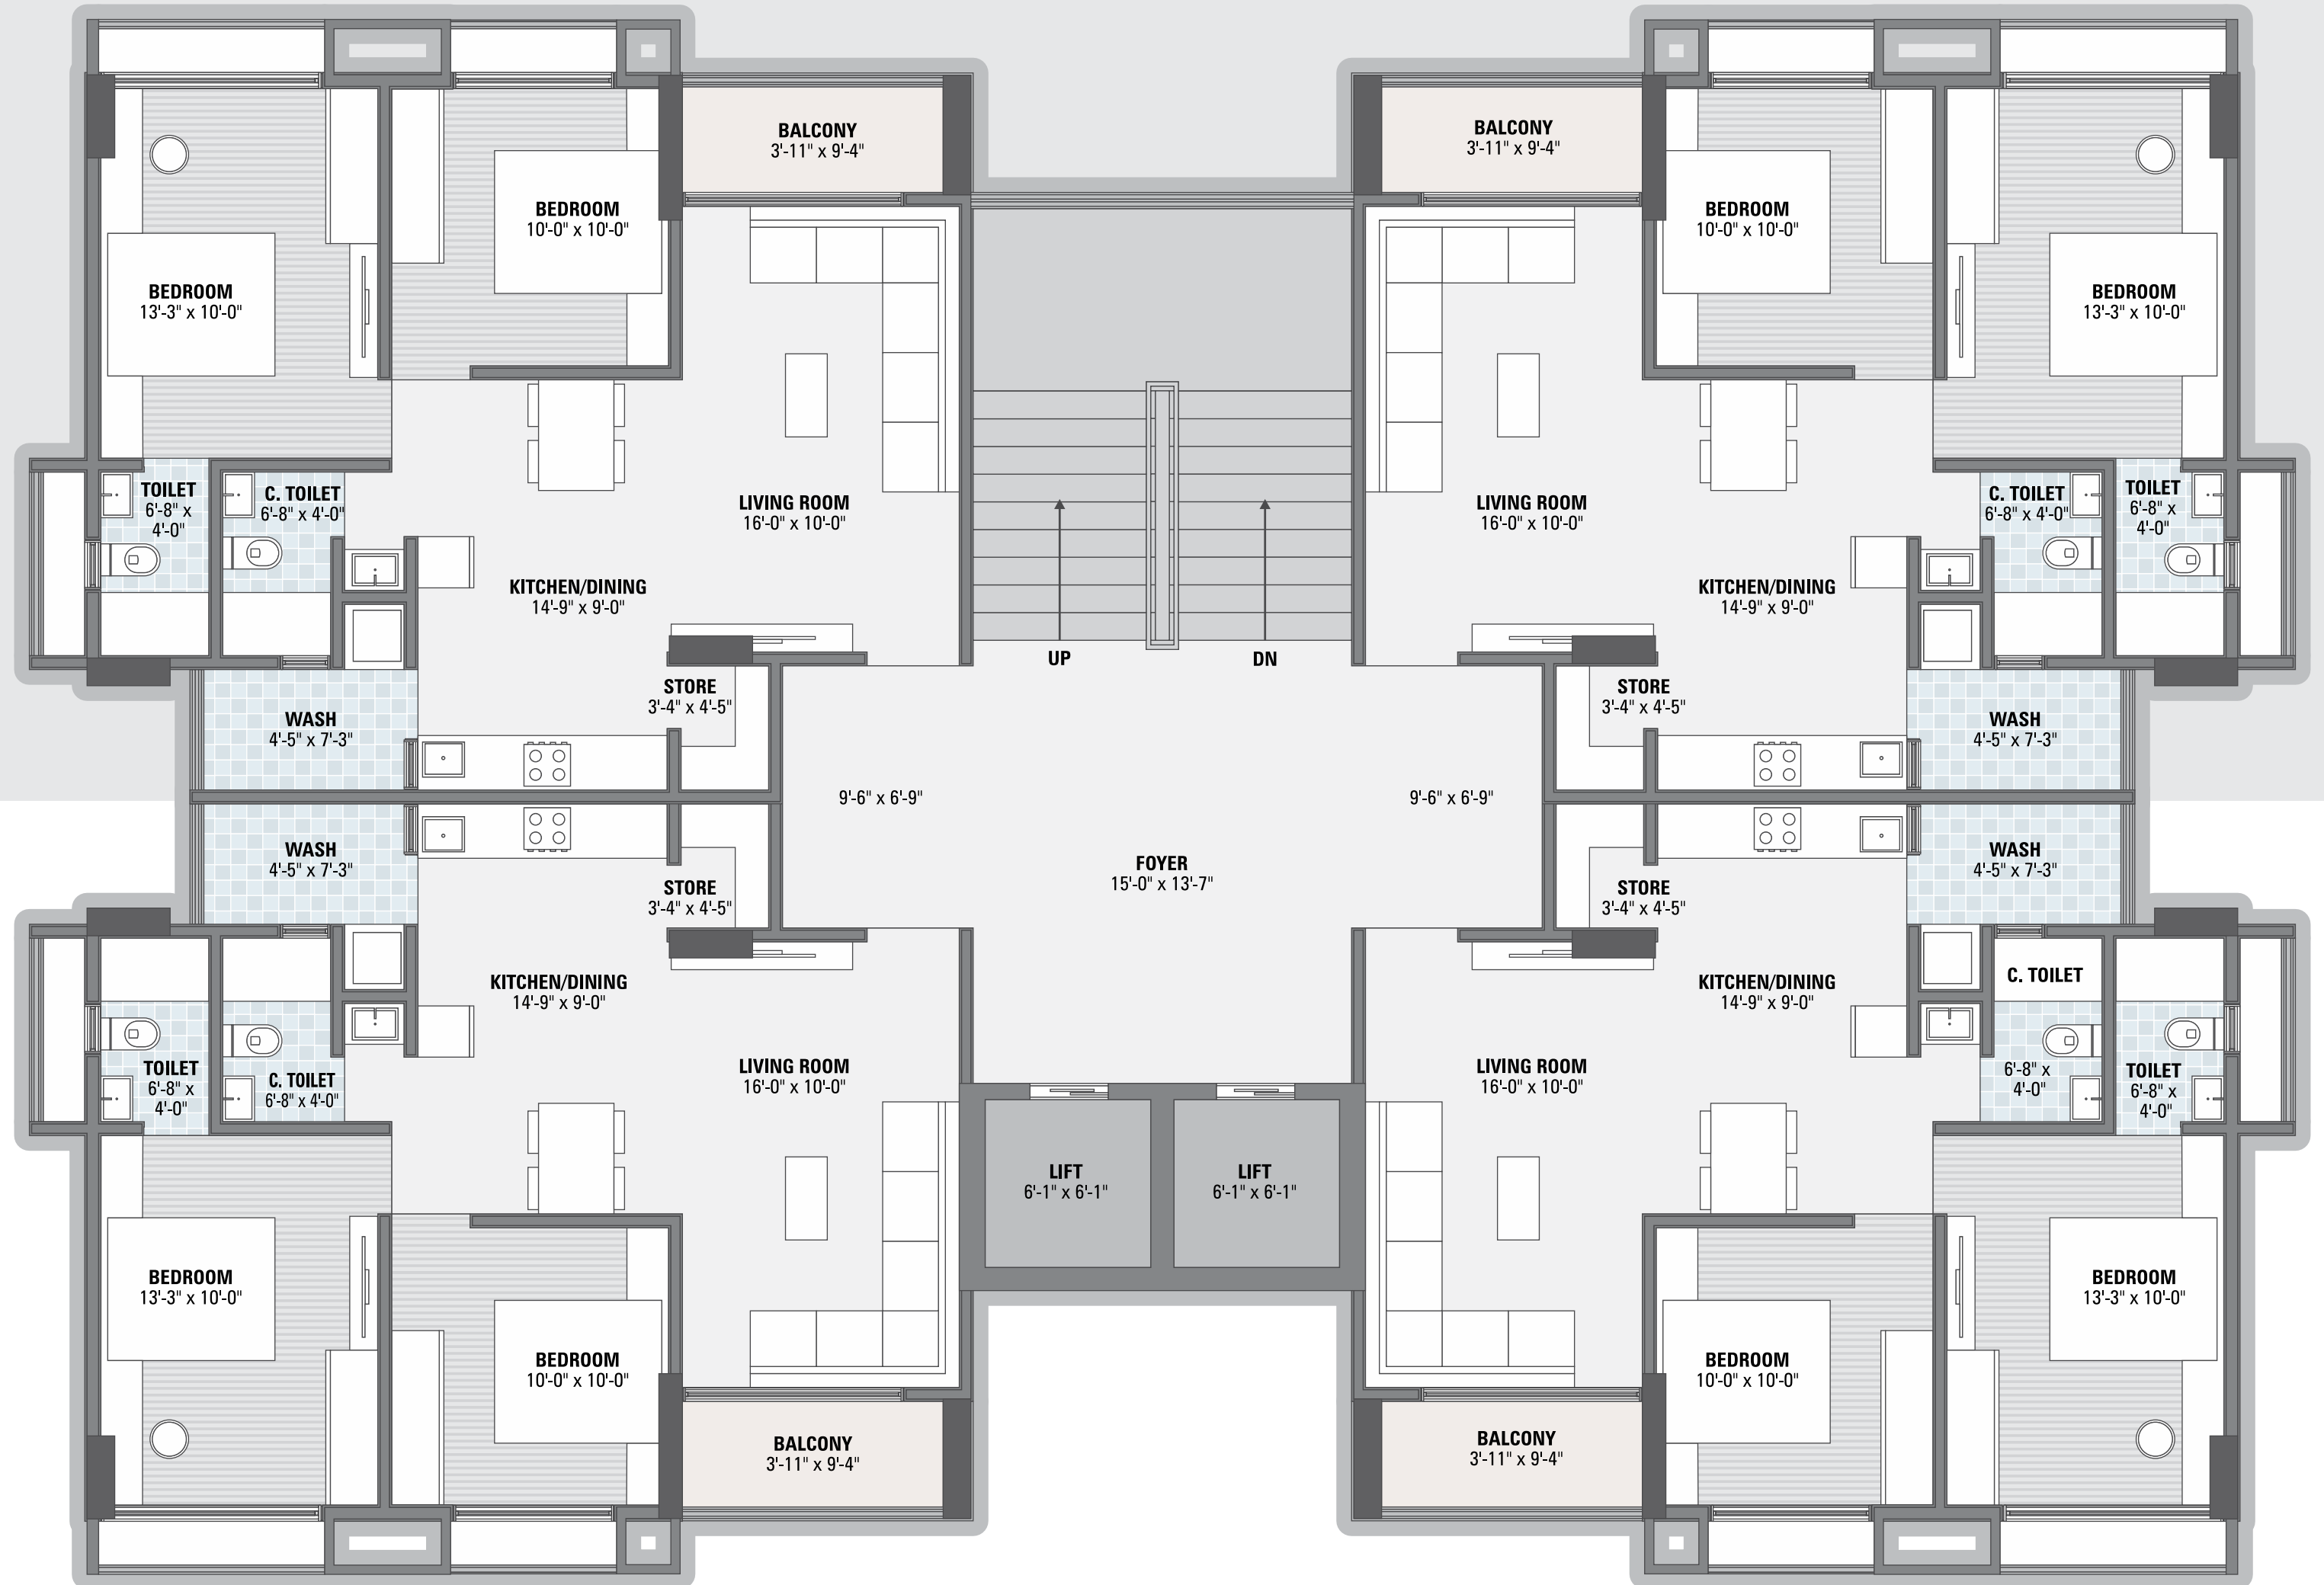 BALCONY
3'-11" x 9'-4"
BALCONY
3'-11" x 9'-4"
BEDROOM
10'-0" x 10'-0"
BEDROOM
10'-0" x 10'-0"
BEDROOM
13'-3" x 10'-0"
BEDROOM
13'-3" x 10'-0"
TOILET
6'-8" x
4'-0"
C. TOILET
6'-8" x 4'-0"
LIVING ROOM
16'-0" x 10'-0"
LIVING ROOM
16'-0" x 10'-0"
C. TOILET
6'-8" x 4'-0"
TOILET
6'-8" x
4'-0"
KITCHEN/DINING
14'-9" x 9'-0"
KITCHEN/DINING
14'-9" x 9'-0"
UP
DN
STORE
3'-4" x 4'-5"
STORE
3'-4" x 4'-5"
WASH
4'-5" x 7'-3"
WASH
4'-5" x 7'-3"
9'-6" x 6'-9"
9'-6" x 6'-9"
WASH
4'-5" x 7'-3"
FOYER
15'-0" x 13'-7"
WASH
4'-5" x 7'-3"
STORE
3'-4" x 4'-5"
STORE
3'-4" x 4'-5"
KITCHEN/DINING
14'-9" x 9'-0"
KITCHEN/DINING
14'-9" x 9'-0"
C. TOILET
6'-8" x
4'-0"
TOILET
6'-8" x
4'-0"
C. TOILET
6'-8" x 4'-0"
LIVING ROOM
16'-0" x 10'-0"
LIVING ROOM
16'-0" x 10'-0"
TOILET
6'-8" x
4'-0"
LIFT
6'-1" x 6'-1"
LIFT
6'-1" x 6'-1"
BEDROOM
13'-3" x 10'-0"
BEDROOM
13'-3" x 10'-0"
BEDROOM
10'-0" x 10'-0"
BEDROOM
10'-0" x 10'-0"
BALCONY
3'-11" x 9'-4"
BALCONY
3'-11" x 9'-4"